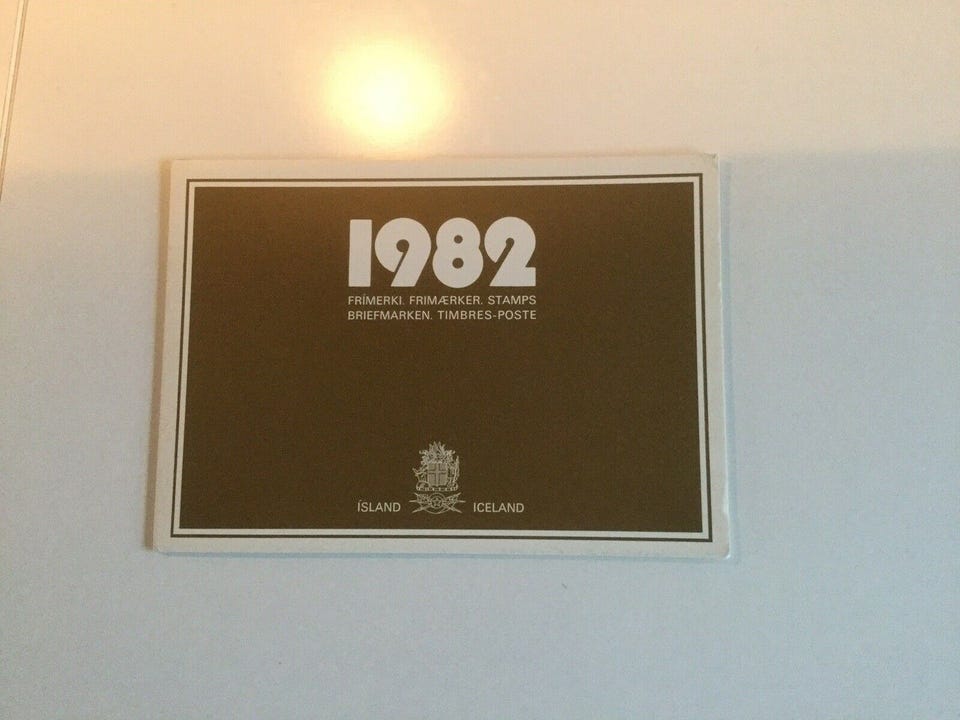 1982
FRÍMERKI. FRIMÆRKER. STAMPS
BRIEFMARKEN. TIMBRES-POSTE
ÍSLAND ICELAND